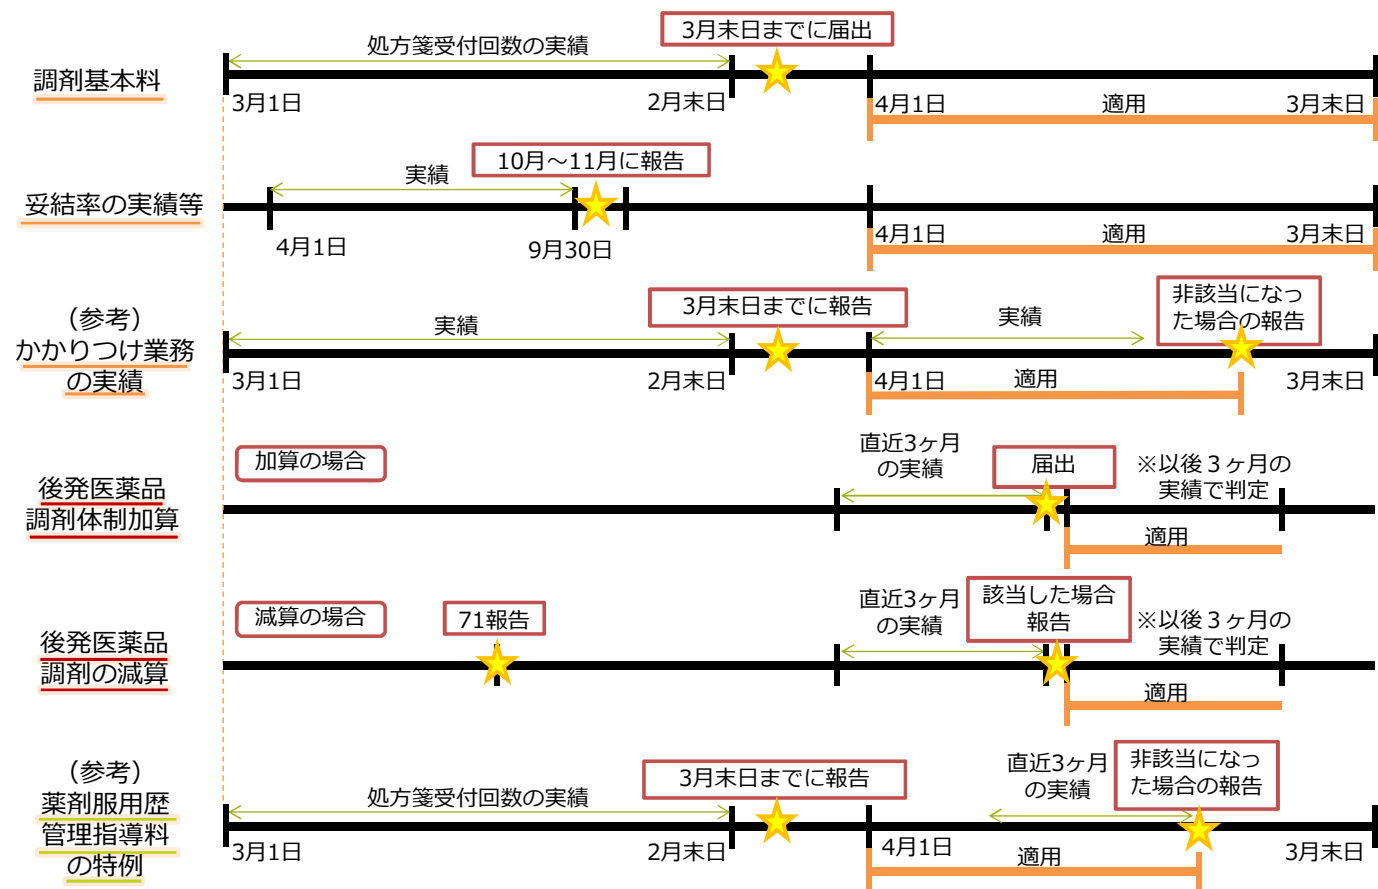 調剤基本料
処方箋受付回数の実績
3月末日までに届出
3月1日
2月末日
4月1日
適用
3月末日
妥結率の実績等
実績
10月～11月に報告
4月1日
9月30日
4月1日
適用
3月末日
（参考）
かかりつけ業務
の実績
実績
3月末日までに報告
実績
非該当になっ
た場合の報告
3月1日
2月末日
4月1日
適用
3月末日
後発医薬品
調剤体制加算
加算の場合
直近3ヶ月
の実績
届出
※以後３ヶ月の
実績で判定
適用
後発医薬品
調剤の減算
減算の場合
71報告
直近3ヶ月
の実績
該当した場合
報告
※以後３ヶ月の
実績で判定
適用
（参考）
薬剤服用歴
管理指導料
の特例
処方箋受付回数の実績
3月末日までに報告
直近3ヶ月
の実績
非該当になっ
た場合の報告
3月1日
2月末日
4月1日
適用
3月末日